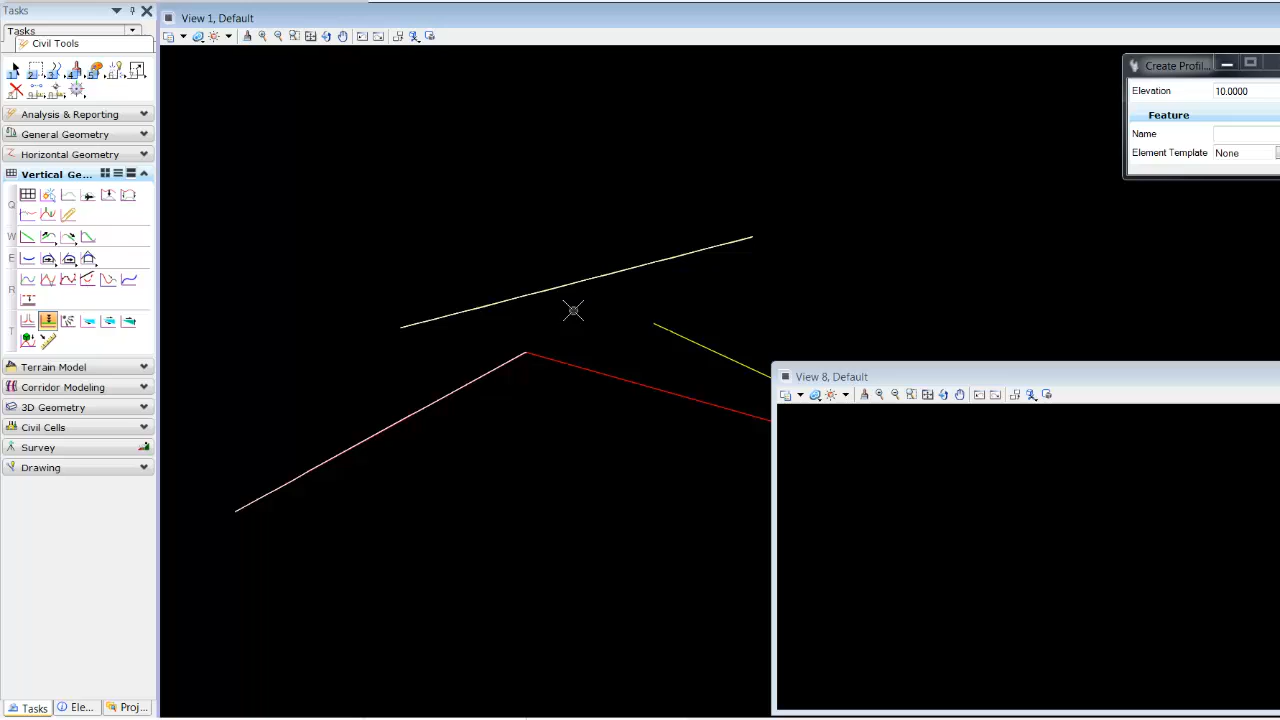 Tasks
View 1, Default
Tasks
Civil Tools
Create Profil...
Elevation 10.0000
Feature
Name
Element Template None
Analysis & Reporting
General Geometry
Horizontal Geometry
Vertical Ge...
Q
W
E
R
T
Terrain Model
View 8, Default
Corridor Modeling
3D Geometry
Civil Cells
Survey
Drawing
Tasks Ele... Proj...